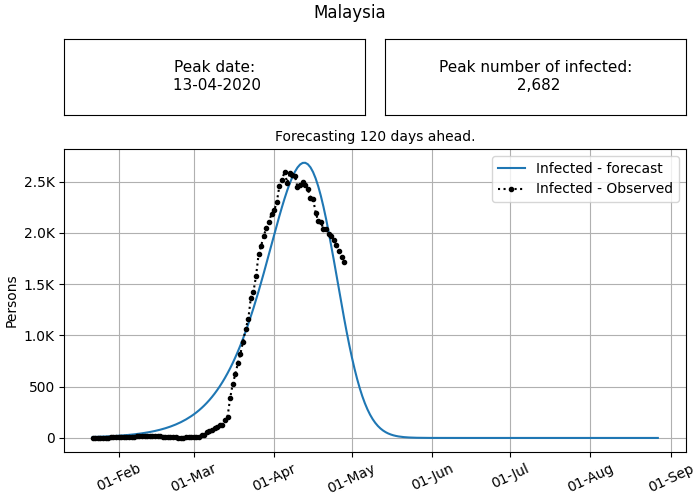 Malaysia
Peak date:
13-04-2020
Peak number of infected:
2,682
Forecasting 120 days ahead.
Infected - forecast
Infected - Observed
Persons
2.5K
2.0K
1.5K
1.0K
500
0
01-Feb
01-Mar
01-Apr
01-May
01-Jun
01-Jul
01-Aug
01-Sep